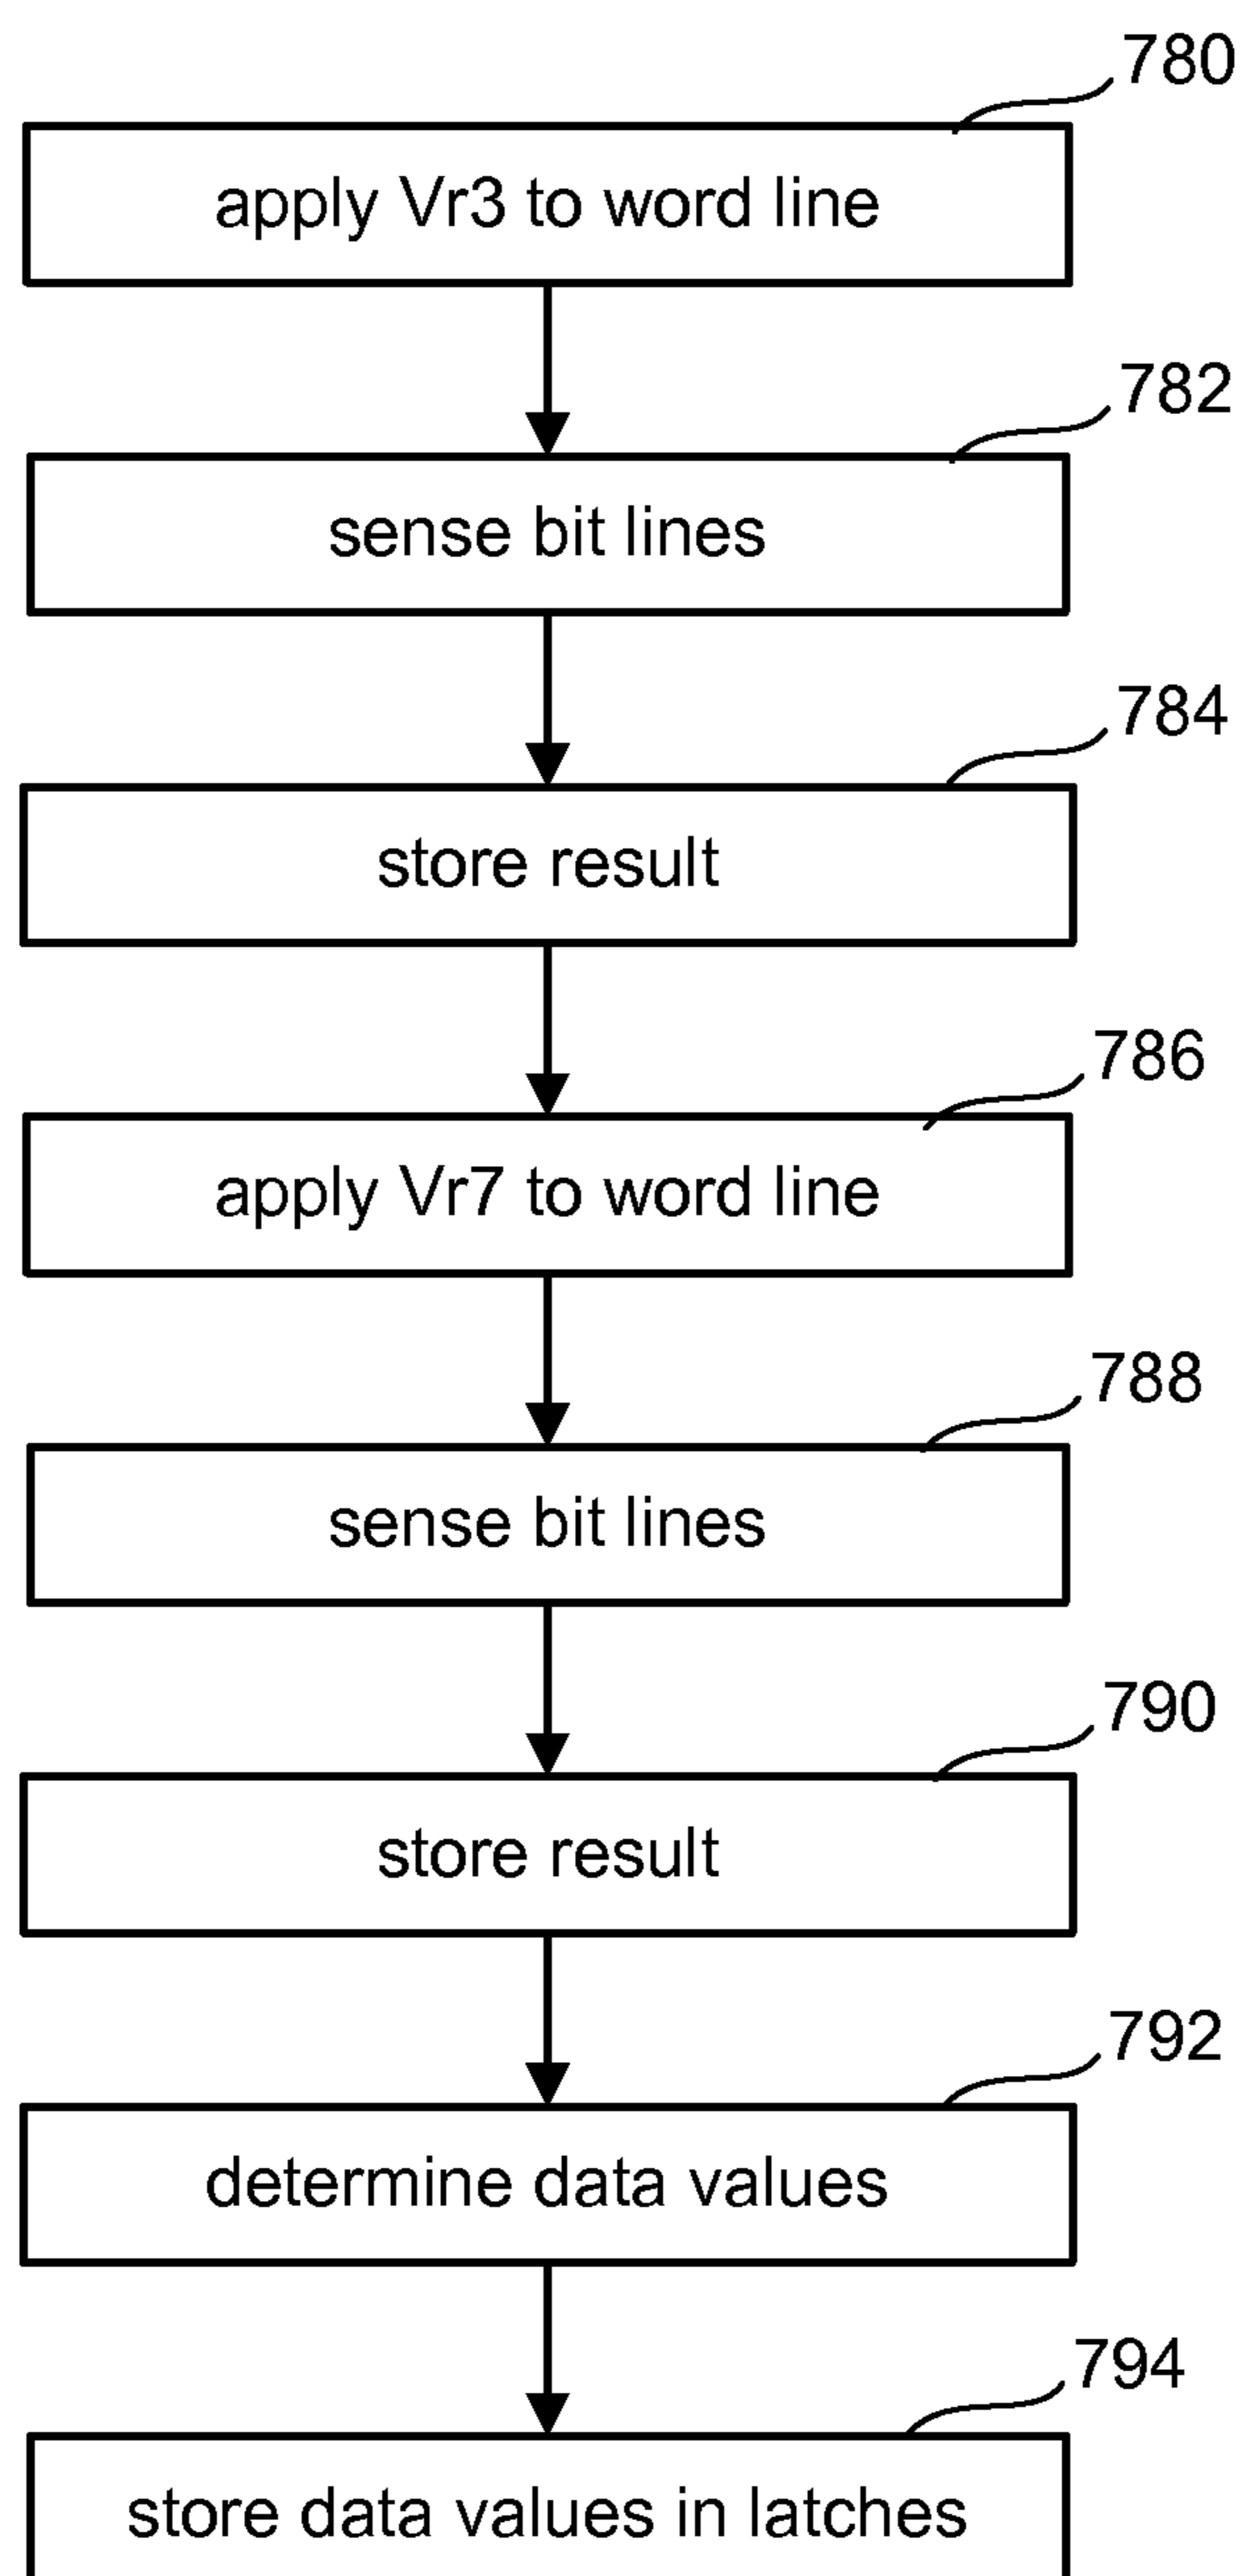 780
apply Vr3 to word line
782
sense bit lines
784
store result
786
apply Vr7 to word line
788
sense bit lines
790
store result
792
determine data values
794
store data values in latches